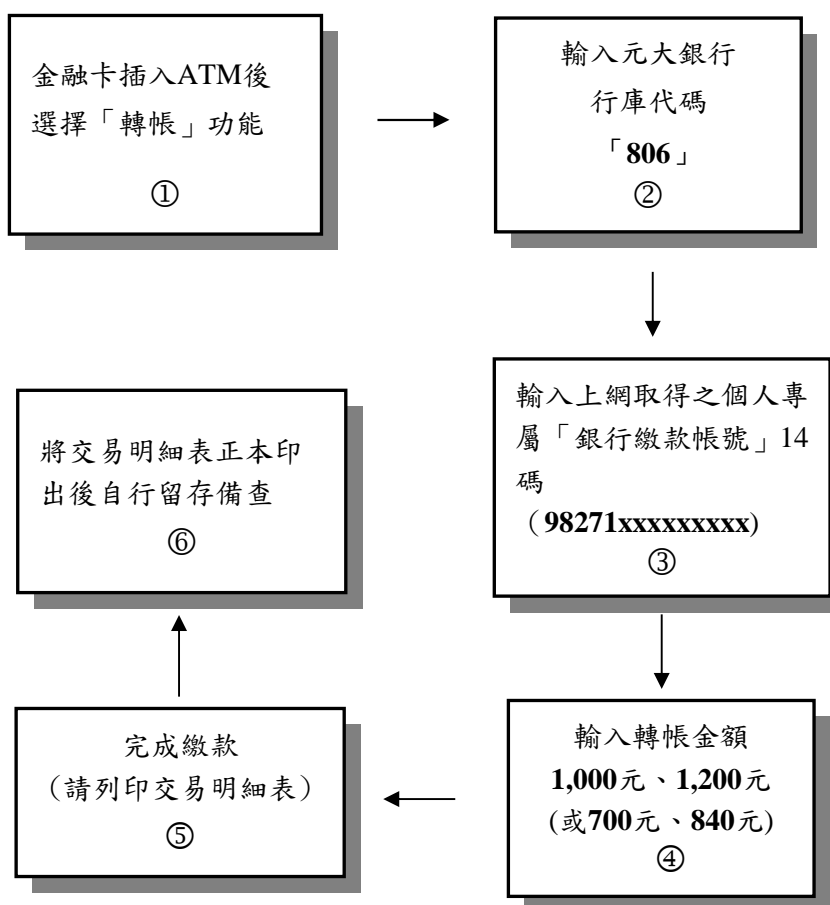 金融卡插入ATM後
選擇「轉帳」功能
①
輸入元大銀行
行庫代碼
「806」
②
輸入上網取得之個人專
屬「銀行繳款帳號」14
碼
（98271xxxxxxxxx)
③
輸入轉帳金額
1,000元、1,200元
(或700元、840元)
④
完成繳款
（請列印交易明細表）
⑤
將交易明細表正本印
出後自行留存備查
⑥